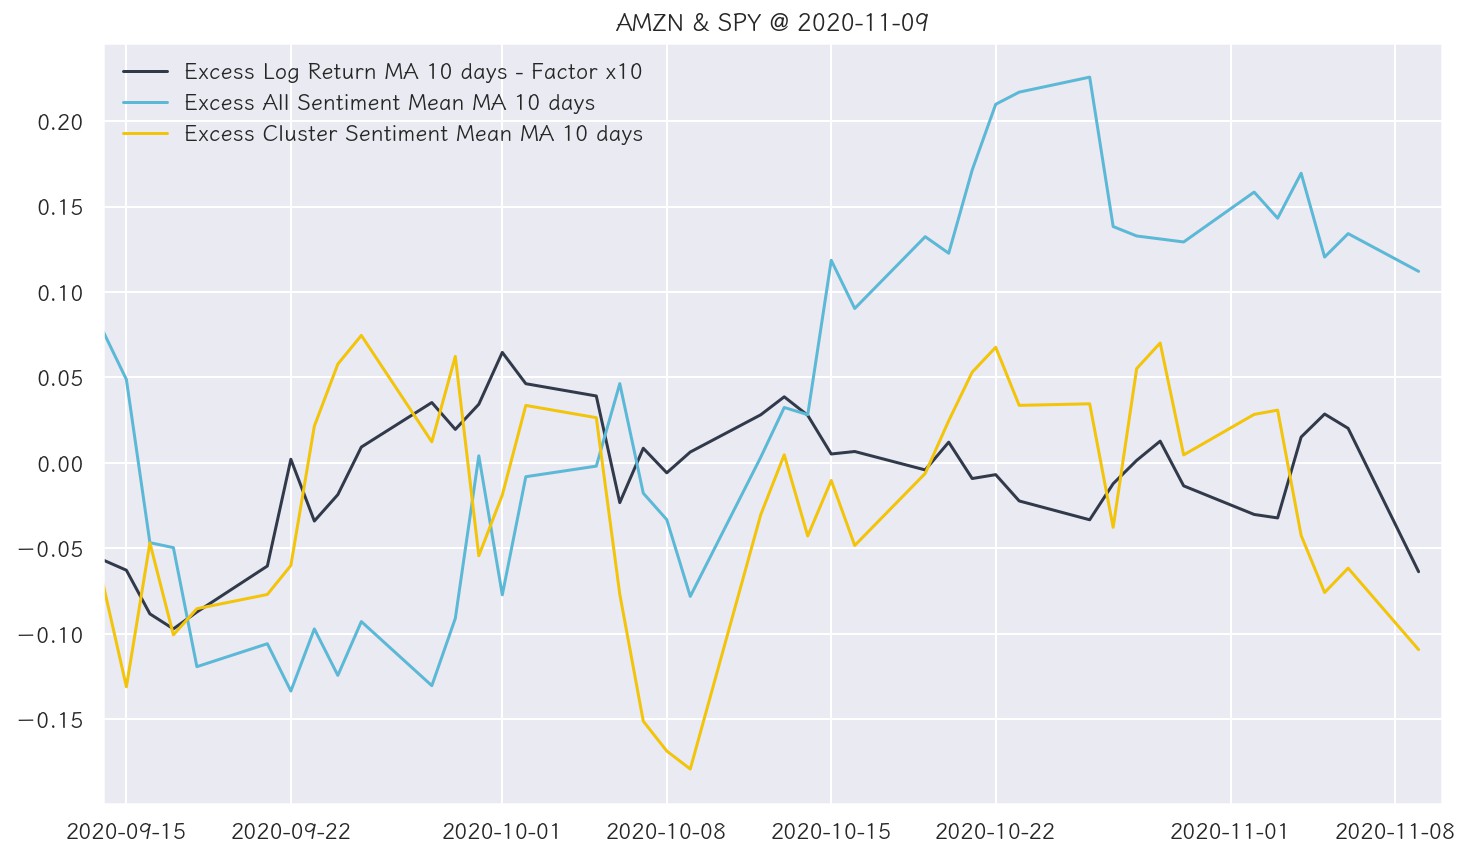 AMZN & SPY @ 2020-11-09
Excess Log Return MA 10 days - Factor x10
Excess All Sentiment Mean MA 10 days
Excess Cluster Sentiment Mean MA 10 days
0.20
0.15
0.10
0.05
0.00
−0.05
−0.10
−0.15
2020-09-15 2020-09-22 2020-10-01 2020-10-08 2020-10-15 2020-10-22 2020-11-01 2020-11-08